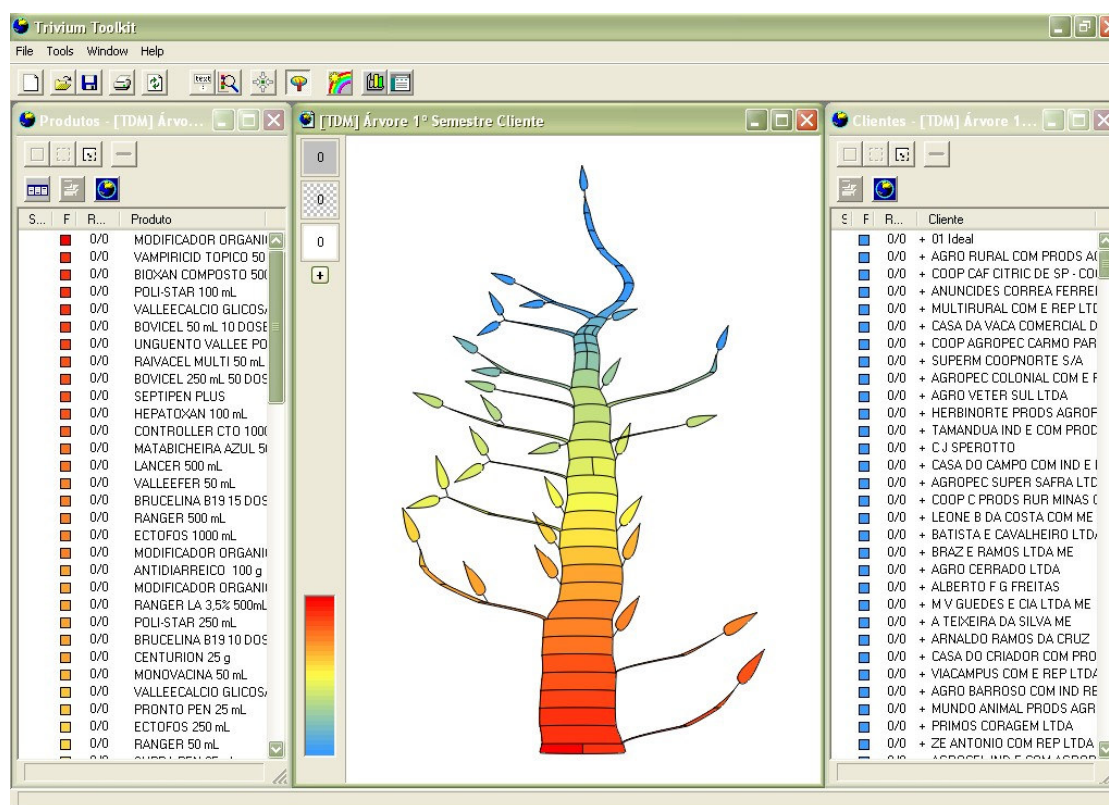 Trivium Toolkit
File Tools Window Help
text
Produtos - [TDM] Árvo...
S... F R... Produto
0/0 MODIFICADOR ORGANI
0/0 VAMPIRICID TOPICO 50
0/0 BIOXAN COMPOSTO 500
0/0 POLI-STAR 100 mL
0/0 VALLEECALCIO GLICOSA
0/0 BOVICEL 50 mL 10 DOSE
0/0 UNGUENTO VALLEE PO
0/0 RAIVACEL MULTI 50 mL
0/0 BOVICEL 250 mL 50 DOS
0/0 SEPTIPEN PLUS
0/0 HEPATOXAN 100 mL
0/0 CONTROLLER CTO 1000
0/0 MATABICHEIRA AZUL 50
0/0 LANCER 500 mL
0/0 VALLEEFER 50 mL
0/0 BRUCELINA B19 15 DOS
0/0 RANGER 500 mL
0/0 ECTOFOS 1000 mL
0/0 MODIFICADOR ORGANI
0/0 ANTIDIARREICO 100 g
0/0 MODIFICADOR ORGANI
0/0 RANGER LA 3,5% 500mL
0/0 POLI-STAR 250 mL
0/0 BRUCELINA B19 10 DOS
0/0 CENTURION 25 g
0/0 MONOVACINA 50 mL
0/0 VALLEECALCIO GLICOSA
0/0 PRONTO PEN 25 mL
0/0 ECTOFOS 250 mL
0/0 RANGER 50 mL
[TDM] Árvore 1º Semestre Cliente
0
0
0
+
Clientes - [TDM] Árvore 1...
S F R... Cliente
0/0 + 01 Ideal
0/0 + AGRO RURAL COM PRODS AG
0/0 + COOP CAF CITRIC DE SP - CO
0/0 + ANUNCIDES CORREA FERREI
0/0 + MULTIRURAL COM E REP LTD
0/0 + CASA DA VACA COMERCIAL D
0/0 + COOP AGROPEC CARMO PAR
0/0 + SUPERM COOPNORTE S/A
0/0 + AGROPEC COLONIAL COM E F
0/0 + AGRO VETER SUL LTDA
0/0 + HERBINORTE PRODS AGROF
0/0 + TAMANDUA IND E COM PROD
0/0 + C J SPEROTTO
0/0 + CASA DO CAMPO COM IND E
0/0 + AGROPEC SUPER SAFRA LTD
0/0 + COOP C PRODS RUR MINAS
0/0 + LEONE B DA COSTA COM ME
0/0 + BATISTA E CAVALHEIRO LTD
0/0 + BRAZ E RAMOS LTDA ME
0/0 + AGRO CERRADO LTDA
0/0 + ALBERTO F G FREITAS
0/0 + M V GUEDES E CIA LTDA ME
0/0 + A TEIXEIRA DA SILVA ME
0/0 + ARNALDO RAMOS DA CRUZ
0/0 + CASA DO CRIADOR COM PRO
0/0 + VIACAMPUS COM E REP LTDA
0/0 + AGRO BARROSO COM IND RE
0/0 + MUNDO ANIMAL PRODS AGR
0/0 + PRIMOS CORAGEM LTDA
0/0 + ZE ANTONIO COM REP LTDA